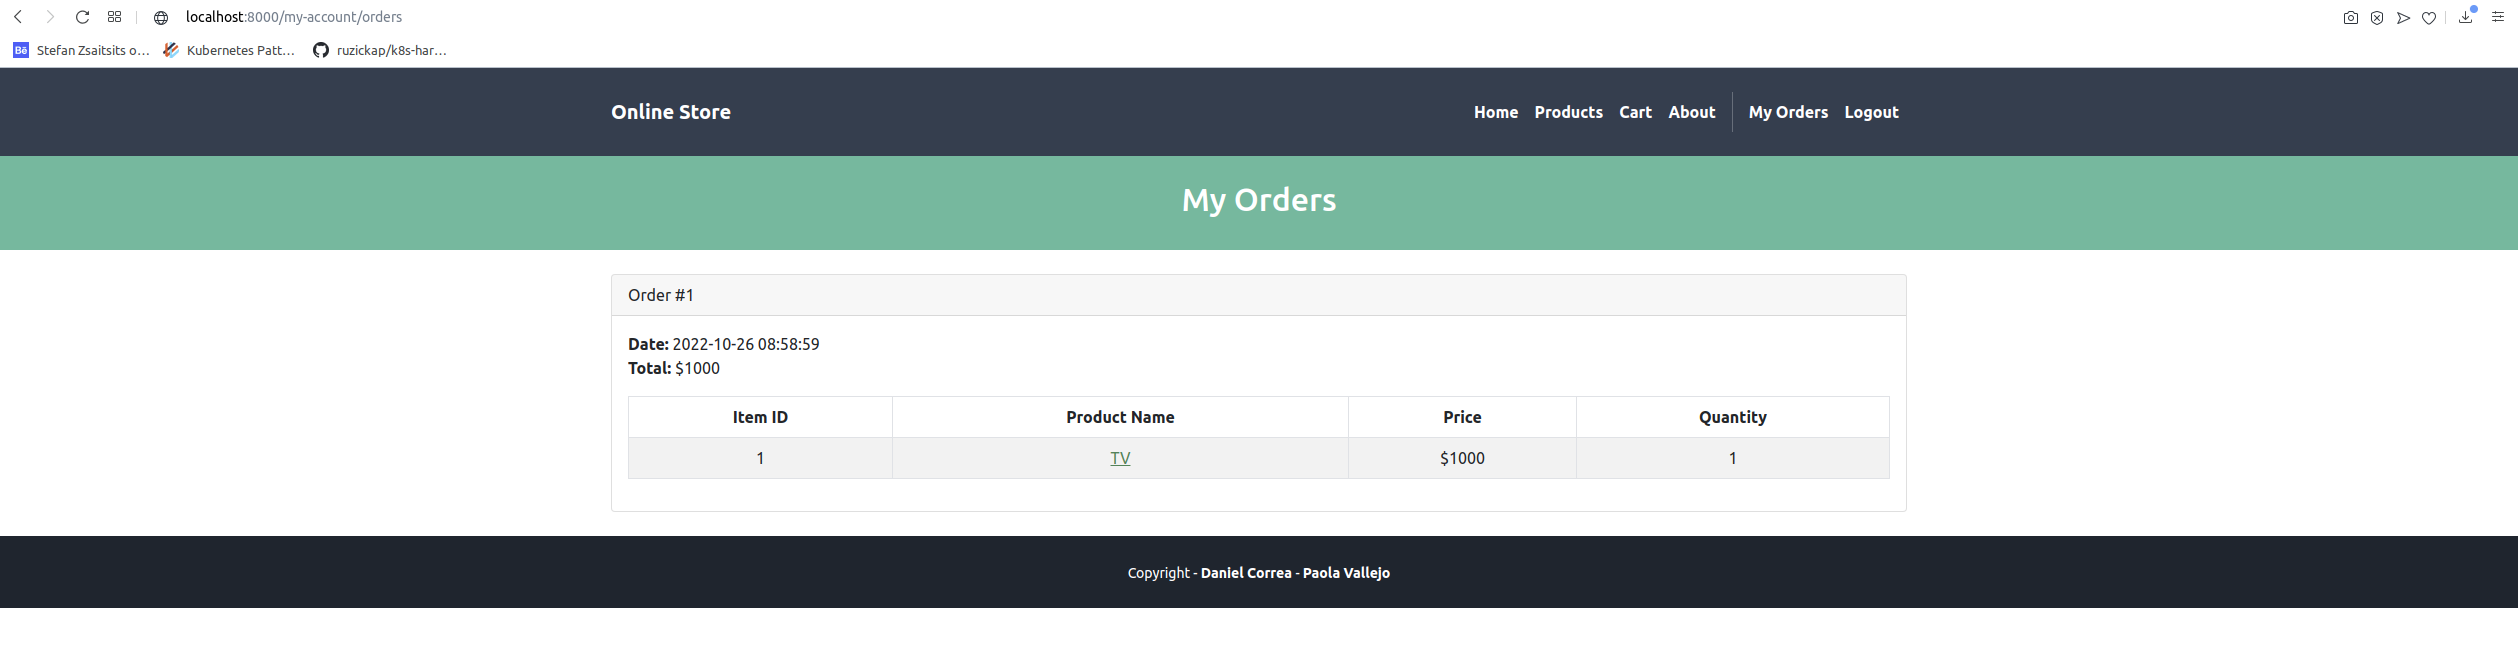 localhost:8000/my-account/orders
Bē Stefan Zsaitsits o... Kubernetes Patt... ruzickap/k8s-har...
Online Store Home Products Cart About My Orders Logout
My Orders
Order #1
Date: 2022-10-26 08:58:59
Total: $1000
Item ID Product Name Price Quantity
1 TV $1000 1
Copyright - Daniel Correa - Paola Vallejo